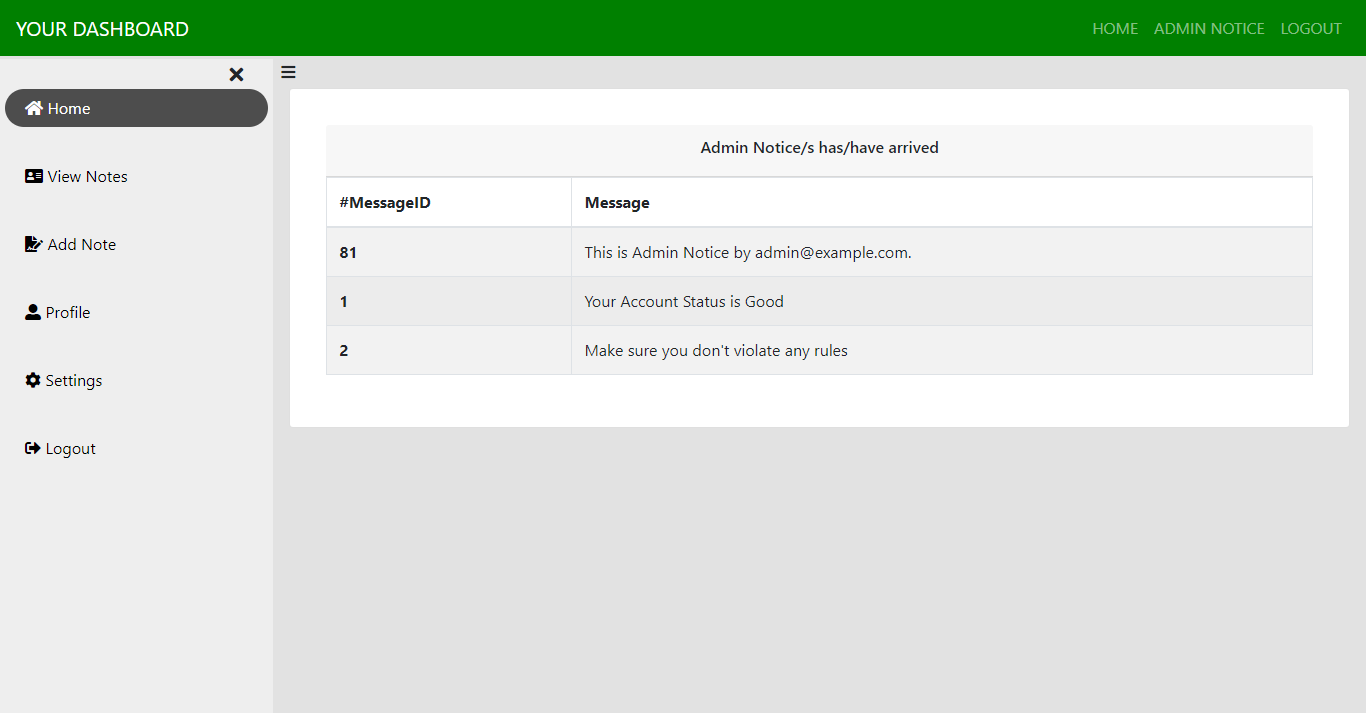 YOUR DASHBOARD
HOME ADMIN NOTICE LOGOUT
Home
View Notes
Add Note
Profile
Settings
Logout
Admin Notice/s has/have arrived
#MessageID Message
81 This is Admin Notice by admin@example.com.
1 Your Account Status is Good
2 Make sure you don't violate any rules